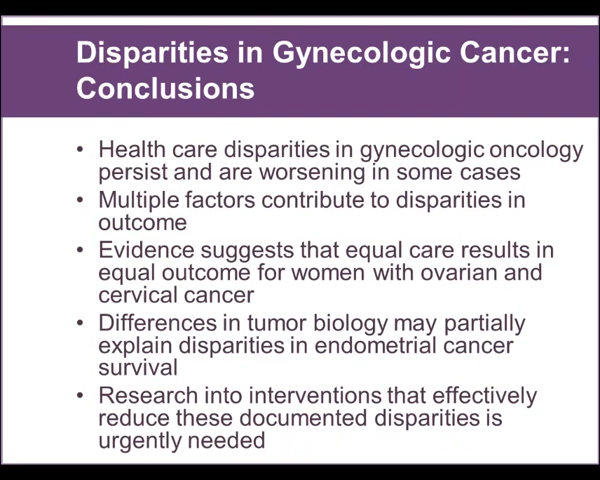 Disparities in Gynecologic Cancer:
Conclusions
• Health care disparities in gynecologic oncology
persist and are worsening in some cases
• Multiple factors contribute to disparities in
outcome
• Evidence suggests that equal care results in
equal outcome for women with ovarian and
cervical cancer
• Differences in tumor biology may partially
explain disparities in endometrial cancer
survival
• Research into interventions that effectively
reduce these documented disparities is
urgently needed